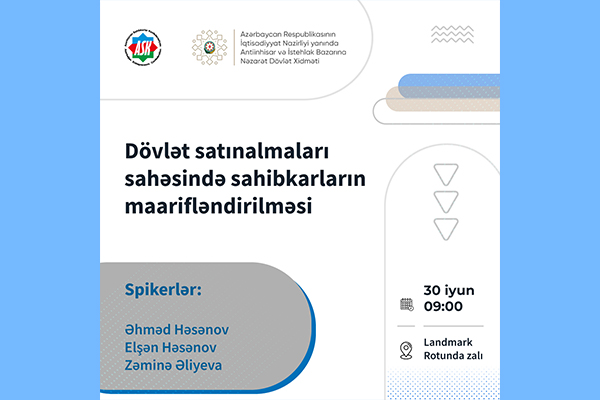 ASK
Azərbaycan Respublikasının
İqtisadiyyat Nazirliyi yanında
Antiinhisar və İstehlak Bazarına
Nəzarət Dövlət Xidməti
Dövlət satınalmaları
sahəsində sahibkarların
maarifləndirilməsi
Spikerlər:
Əhməd Həsənov
Elşən Həsənov
Zəminə Əliyeva
30 iyun
09:00
Landmark
Rotunda zalı